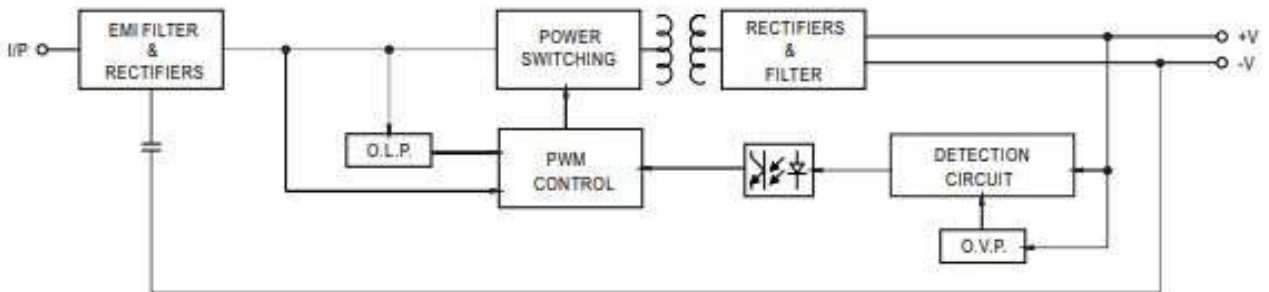 I/P
EMI FILTER
&
RECTIFIERS
POWER
SWITCHING
RECTIFIERS
&
FILTER
+V
-V
O.L.P.
PWM
CONTROL
DETECTION
CIRCUIT
O.V.P.